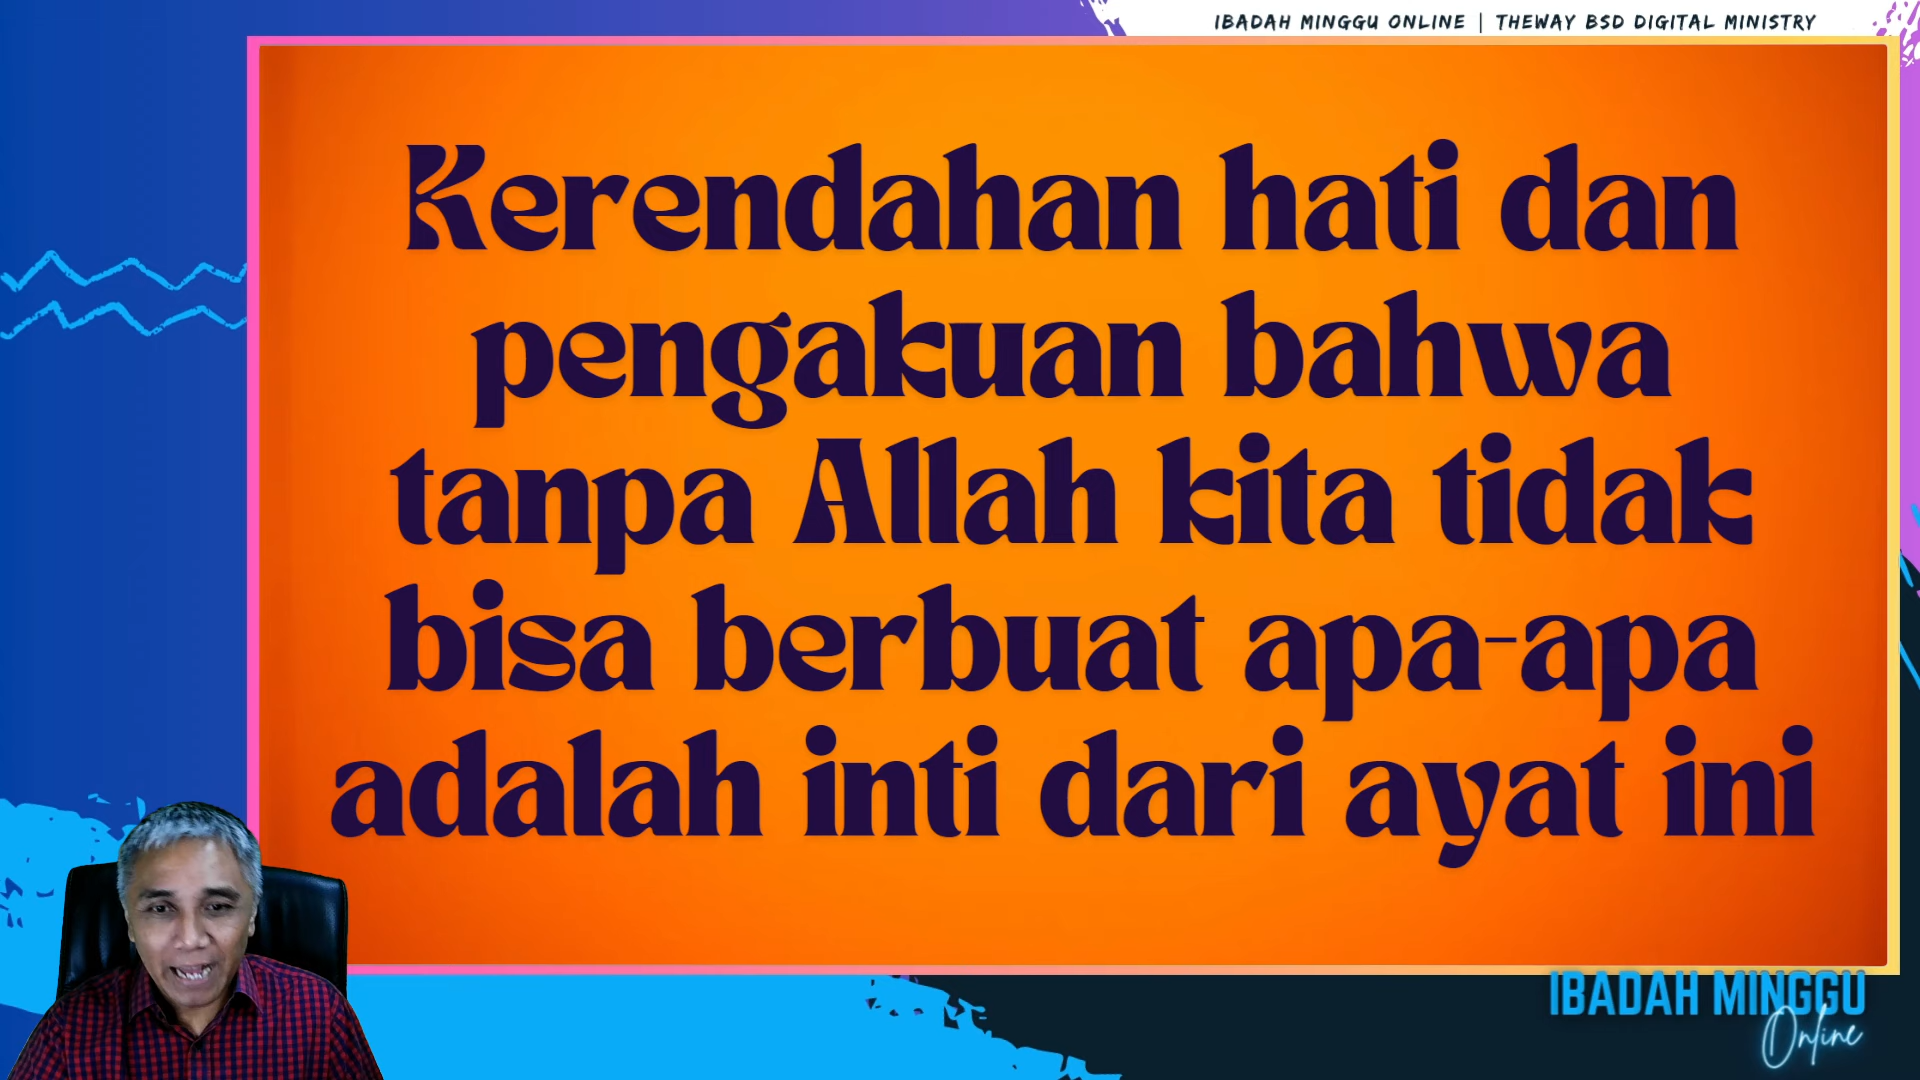 IBADAH MINGGU ONLINE | THEWAY BSD DIGITAL MINISTRY
Kerendahan hati dan
pengakuan bahwa
tanpa Allah kita tidak
bisa berbuat apa-apa
adalah inti dari ayat ini
IBADAH MINGGU
Online